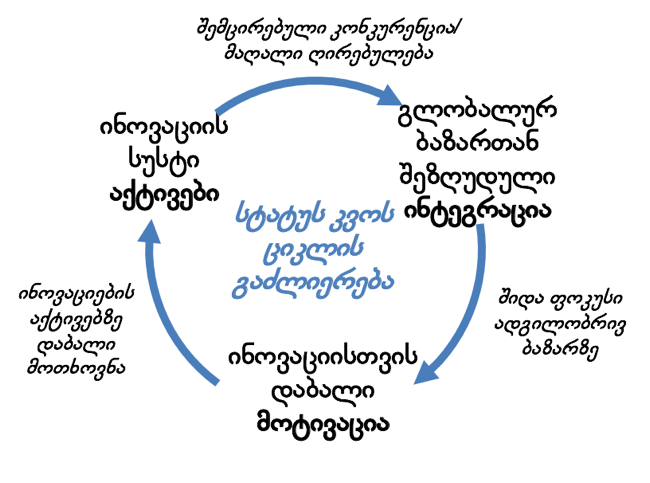 შემცირებული კონკურენცია/
მაღალი ღირებულება
გლობალურ
ბაზართან
შეზღუდული
ინტეგრაცია
შიდა ფოკუსი
ადგილობრივ
ბაზარზე
ინოვაციისთვის
დაბალი
მოტივაცია
ინოვაციების
აქტივებზე
დაბალი
მოთხოვნა
ინოვაციის
სუსტი
აქტივები
სტატუს კვოს
ციკლის
გაძლიერება